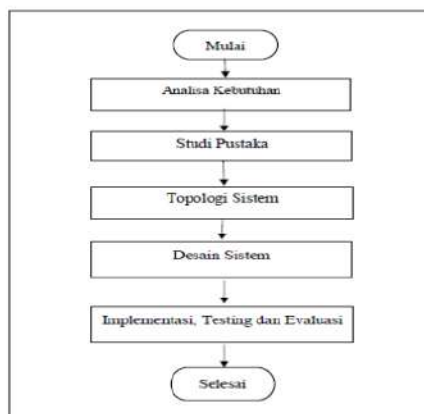 Mulai
Analisa Kebutuhan
Studi Pustaka
Topologi Sistem
Desain Sistem
Implementasi, Testing dan Evaluasi
Selesai